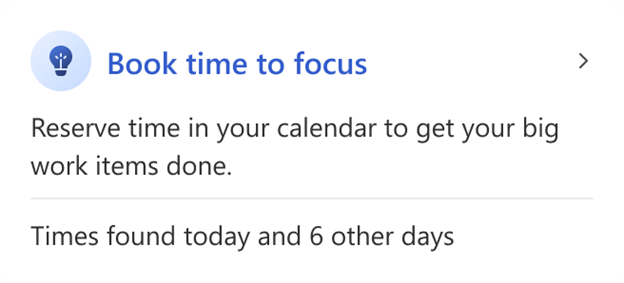 Book time to focus
Reserve time in your calendar to get your big
work items done.
Times found today and 6 other days